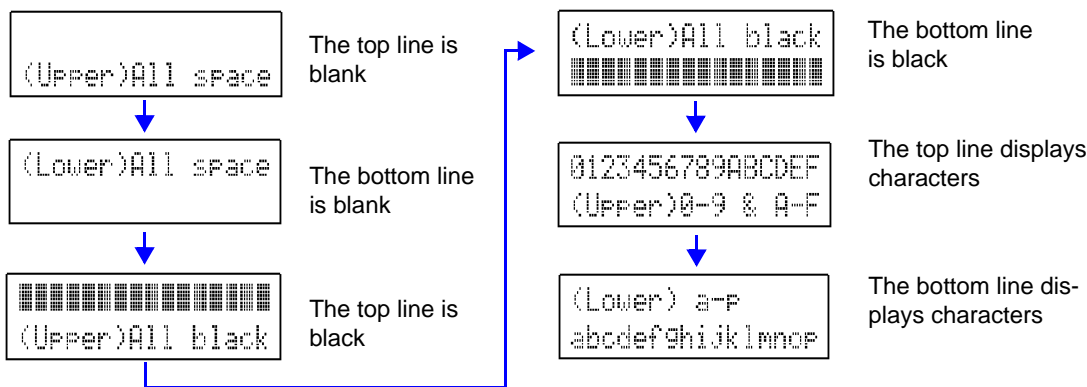 (Upper)All space
The top line is
blank
(Lower)All space
The bottom line
is blank
(Upper)All black
The top line is
black
(Lower)All black
The bottom line
is black
0123456789ABCDEF
(Upper)0-9 & A-F
The top line displays
characters
(Lower) a-p
abcdefghijklmnop
The bottom line dis-
plays characters